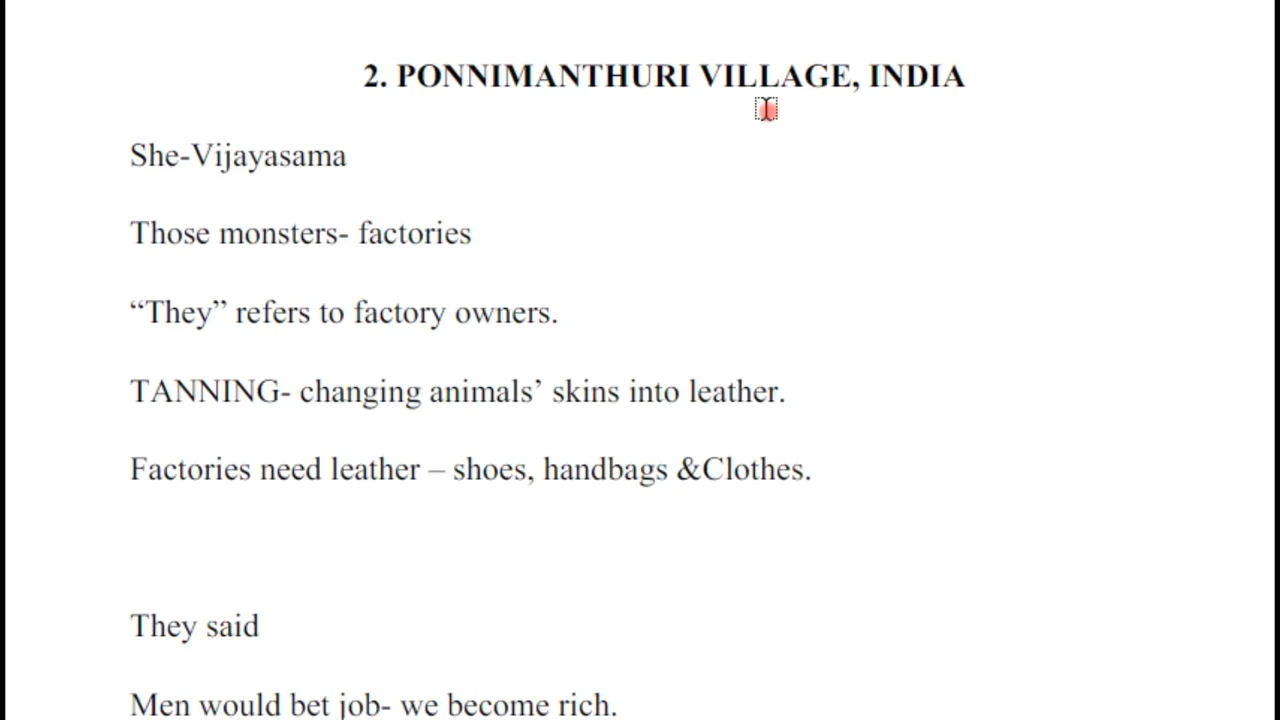 2. PONNIMANTHURI VILLAGE, INDIA
She-Vijayasama
Those monsters- factories
“They” refers to factory owners.
TANNING- changing animals’ skins into leather.
Factories need leather – shoes, handbags &Clothes.
They said
Men would bet job- we become rich.